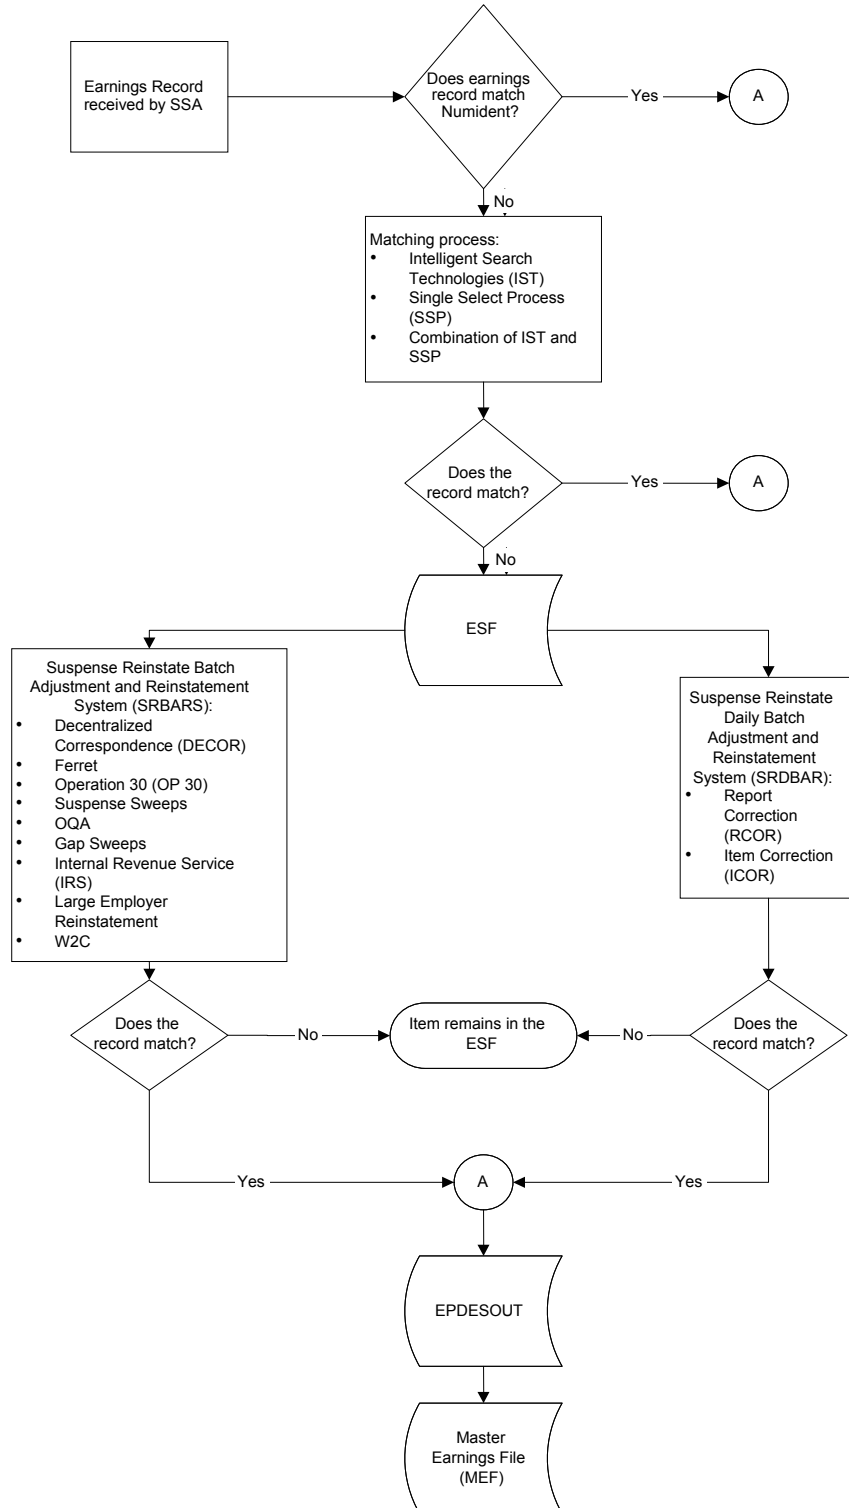 Earnings Record
received by SSA
Does earnings
record match
Numident?
Yes
A
No
Matching process:
• Intelligent Search
Technologies (IST)
• Single Select Process
(SSP)
• Combination of IST and
SSP
Does the
record match?
Yes
A
No
ESF
Suspense Reinstate Batch
Adjustment and Reinstatement
System (SRBARS):
• Decentralized
Correspondence (DECOR)
• Ferret
• Operation 30 (OP 30)
• Suspense Sweeps
• OQA
• Gap Sweeps
• Internal Revenue Service
(IRS)
• Large Employer
Reinstatement
• W2C
Suspense Reinstate
Daily Batch
Adjustment and
Reinstatement
System (SRDBAR):
• Report
Correction
(RCOR)
• Item Correction
(ICOR)
Does the
record match?
No
Item remains in the
ESF
No
Does the
record match?
Yes
A
Yes
EPDESOUT
Master
Earnings File
(MEF)